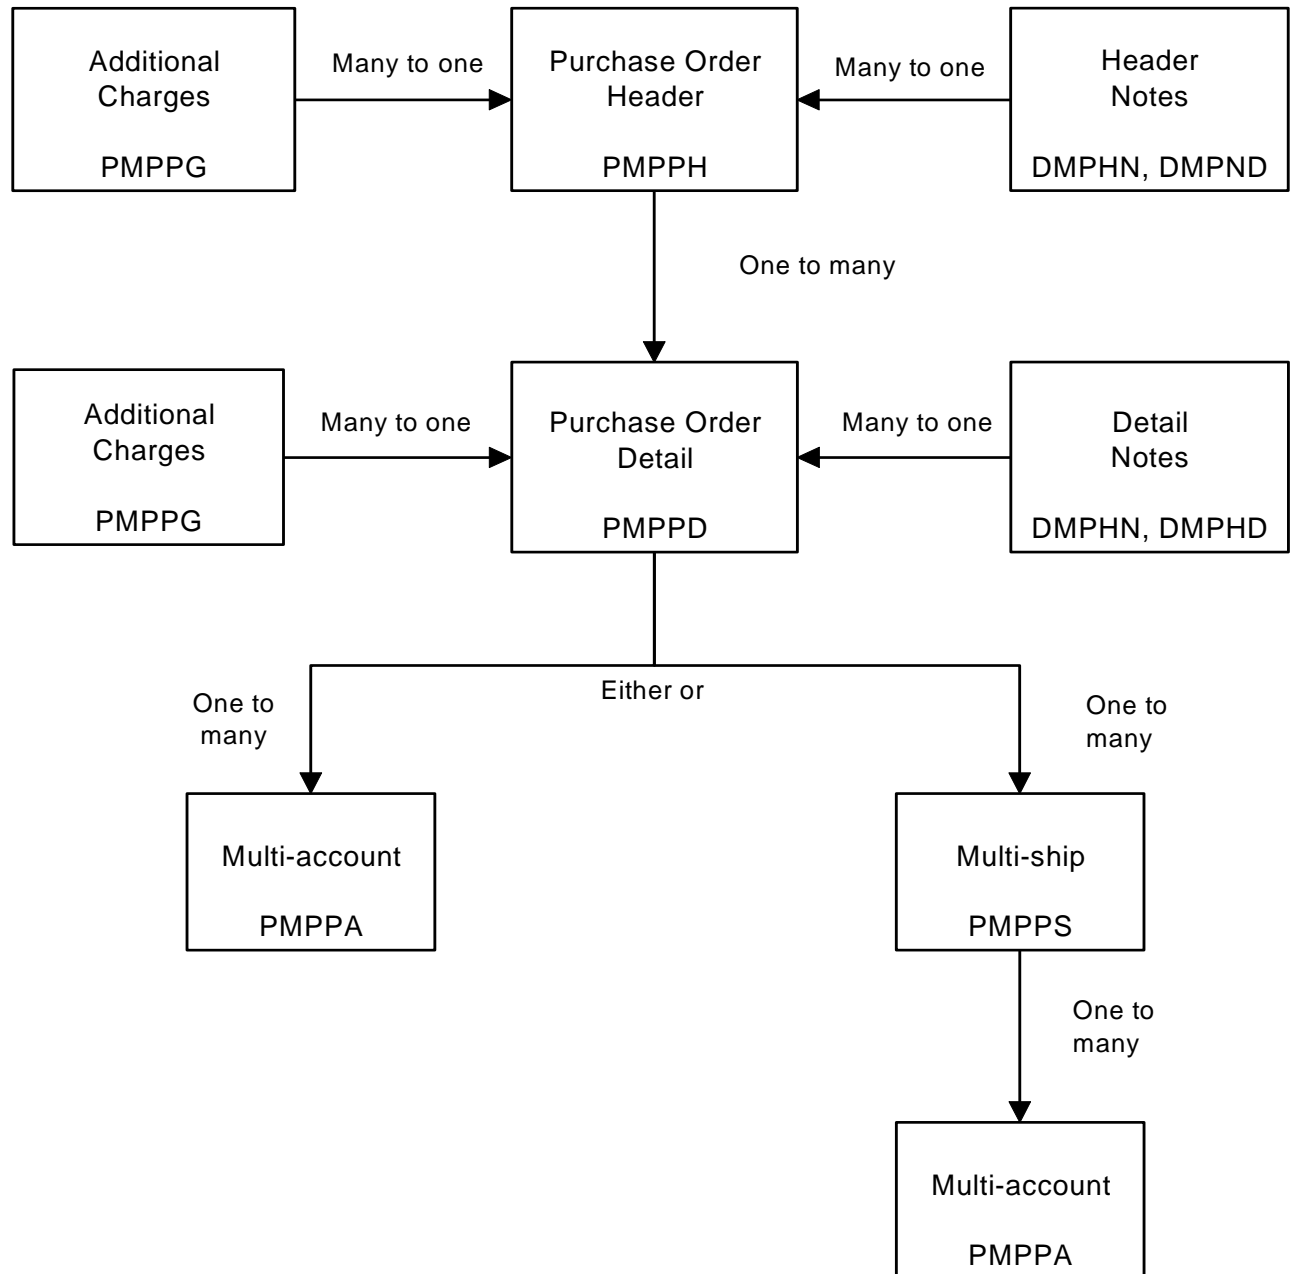 Additional
Charges
PMPPG
Many to one
Purchase Order
Header
PMPPH
Many to one
Header
Notes
DMPHN, DMPND
One to many
Additional
Charges
PMPPG
Many to one
Purchase Order
Detail
PMPPD
Many to one
Detail
Notes
DMPHN, DMPHD
Either or
One to
many
One to
many
Multi-account
PMPPA
Multi-ship
PMPPS
One to
many
Multi-account
PMPPA